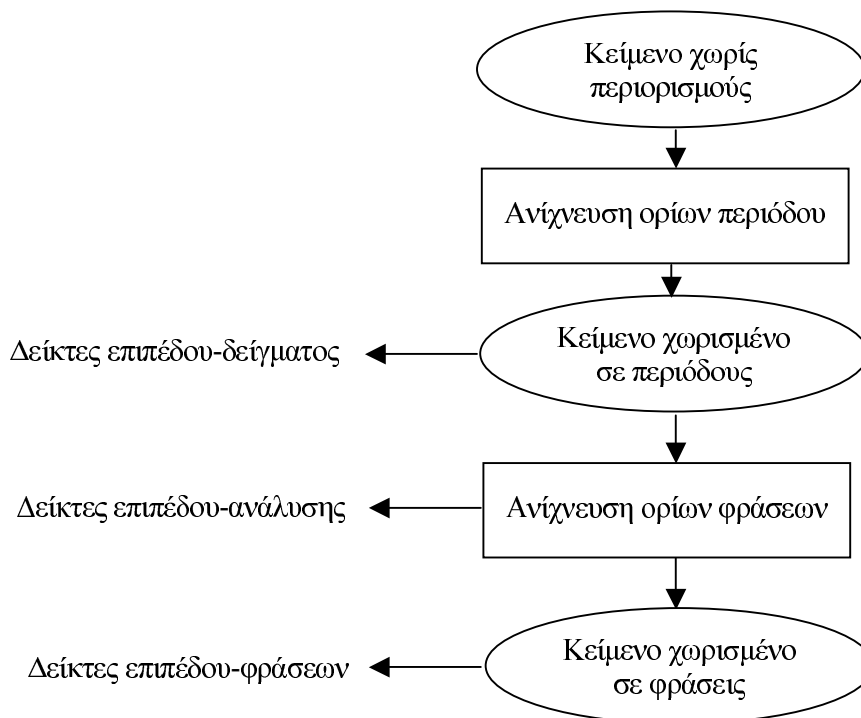 Κείμενο χωρίς
περιορισμούς
Ανίχνευση ορίων περιόδου
Δείκτες επιπέδου-δείγματος
Κείμενο χωρισμένο
σε περιόδους
Δείκτες επιπέδου-ανάλυσης
Ανίχνευση ορίων φράσεων
Δείκτες επιπέδου-φράσεων
Κείμενο χωρισμένο
σε φράσεις